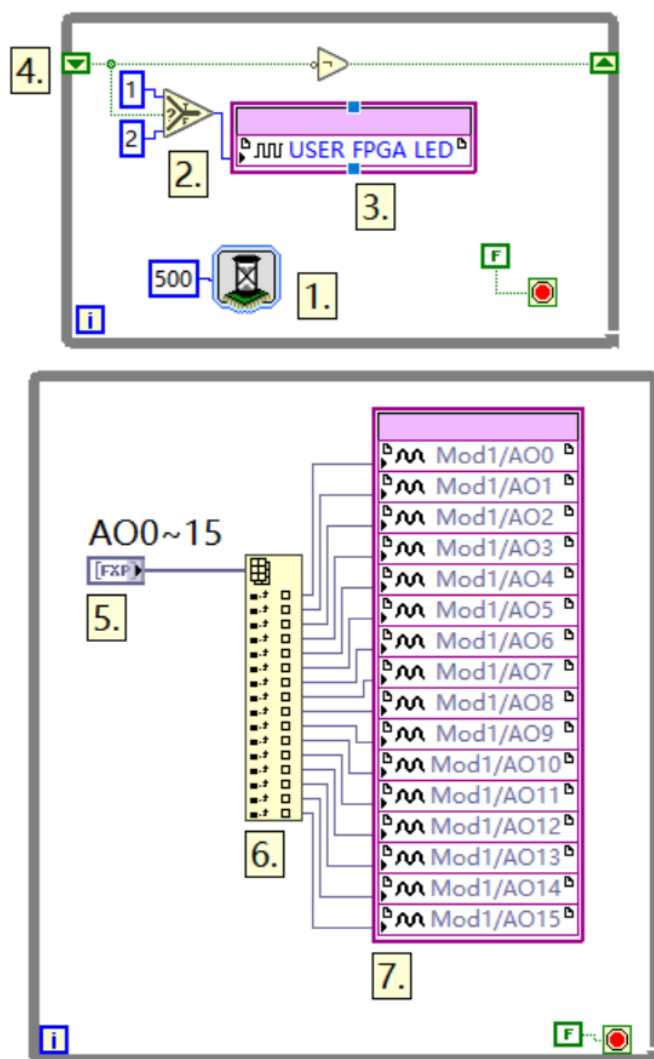 4.
1
2
?
T
F
2.
USER FPGA LED
3.
500
1.
F
i
AO0~15
[FXP]
5.
6.
Mod1/AO0
Mod1/AO1
Mod1/AO2
Mod1/AO3
Mod1/AO4
Mod1/AO5
Mod1/AO6
Mod1/AO7
Mod1/AO8
Mod1/AO9
Mod1/AO10
Mod1/AO11
Mod1/AO12
Mod1/AO13
Mod1/AO14
Mod1/AO15
7.
i
F